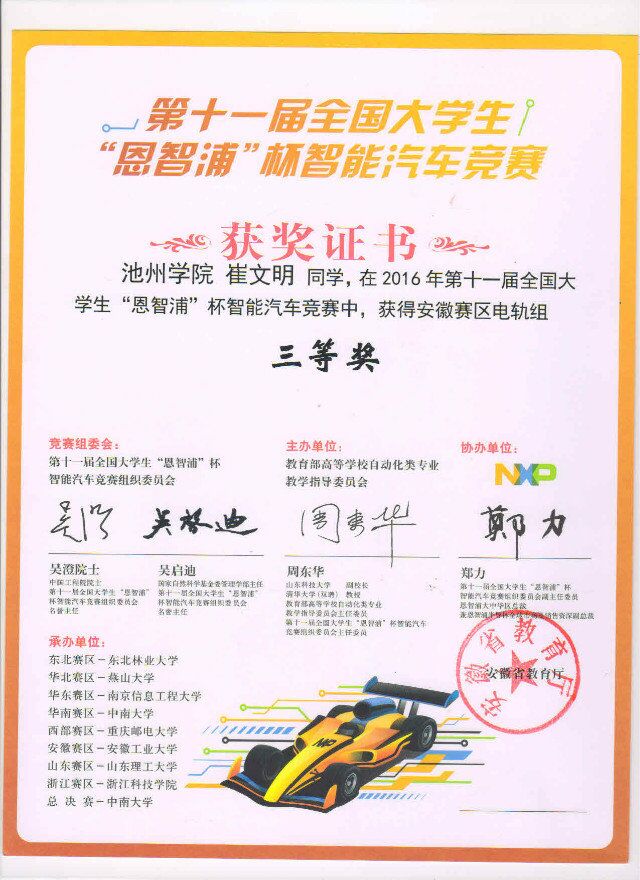 第十一届全国大学生
“恩智浦”杯智能汽车竞赛
获奖证书
池州学院 崔文明 同学，在 2016 年第十一届全国大
学生“恩智浦”杯智能汽车竞赛中，获得安徽赛区电轨组
三等奖
竞赛组委会：
第十一届全国大学生“恩智浦”杯
智能汽车竞赛组织委员会
主办单位：
教育部高等学校自动化类专业
教学指导委员会
协办单位：
NXP
吴澄 吴启迪 周东华 郑力
吴澄院士
中国工程院院士
第十一届全国大学生“恩智浦”
杯智能汽车竞赛组织委员会
名誉主任
吴启迪
国家自然科学基金委管理学部主任
第十一届全国大学生“恩智浦”
杯智能汽车竞赛组织委员会
名誉主任
周东华
山东科技大学 副校长
清华大学（互聘） 教授
教育部高等学校自动化类专业
教学指导委员会主任委员
第十一届全国大学生“恩智浦”杯智能汽车
竞赛组委会主任委员
郑力
第十一届全国大学生“恩智浦”杯
智能汽车竞赛组织委员会副主任委员
恩智浦大中华区总裁
承办单位：
东北赛区－东北林业大学
华北赛区－燕山大学
华东赛区－南京信息工程大学
华南赛区－中南大学
西部赛区－重庆邮电大学
安徽赛区－安徽工业大学
山东赛区－山东理工大学
浙江赛区－浙江科技学院
总 决 赛－中南大学
安徽省教育厅
安徽省教育厅